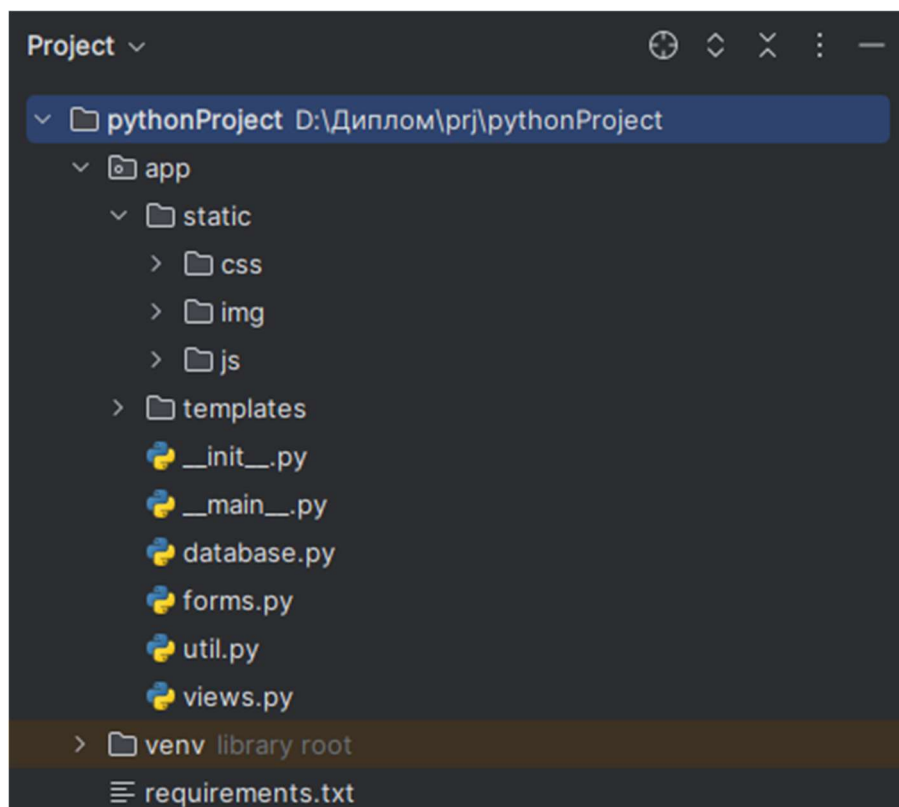 Project
pythonProject D:\Диплом\prj\pythonProject
app
static
css
img
js
templates
__init__.py
__main__.py
database.py
forms.py
util.py
views.py
venv library root
requirements.txt